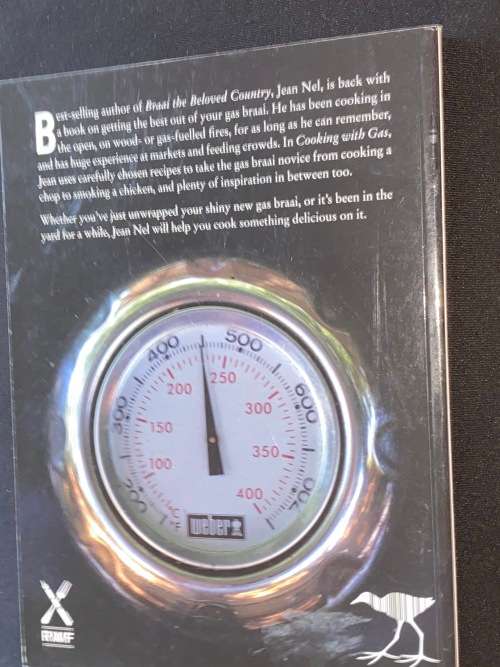 Best-selling author of Braai the Beloved Country, Jean Nel, is back with
a book on getting the best out of your gas braai. He has been cooking in
the open, on wood- or gas-fuelled fires, for as long as he can remember,
and has huge experience at markets and feeding crowds. In Cooking with Gas,
Jean uses carefully chosen recipes to take the gas braai novice from cooking a
chop to smoking a chicken, and plenty of inspiration in between too.
Whether you've just unwrapped your shiny new gas braai, or it's been in the
yard for a while, Jean Nel will help you cook something delicious on it.
400 500
200 250
300 600
150 300
100 350
200 400 700
°C
°F
weber